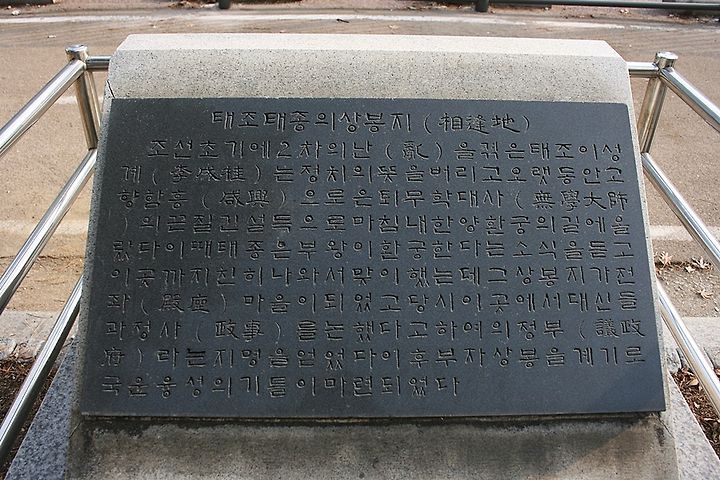 태조태종의상봉지(相逢地)
조선초기에2차의난(亂)을겪은태조이성
계(李成桂)는정치의뜻을버리고오랫동안고
향함흥(咸興)으로은퇴무학대사(無學大師
)의끈질긴설득으로마침내한양환궁의길에올
랐다이때태종은부왕이환궁한다는소식을듣고
이곳까지친히나와서맞이했는데그상봉지가전
좌(殿座)마을이되었고당시이곳에서대신들
과정사(政事)를논했다고하여의정부(議政
府)라는지명을얻었다이후부자상봉을계기로
국운융성의기틀이마련되었다